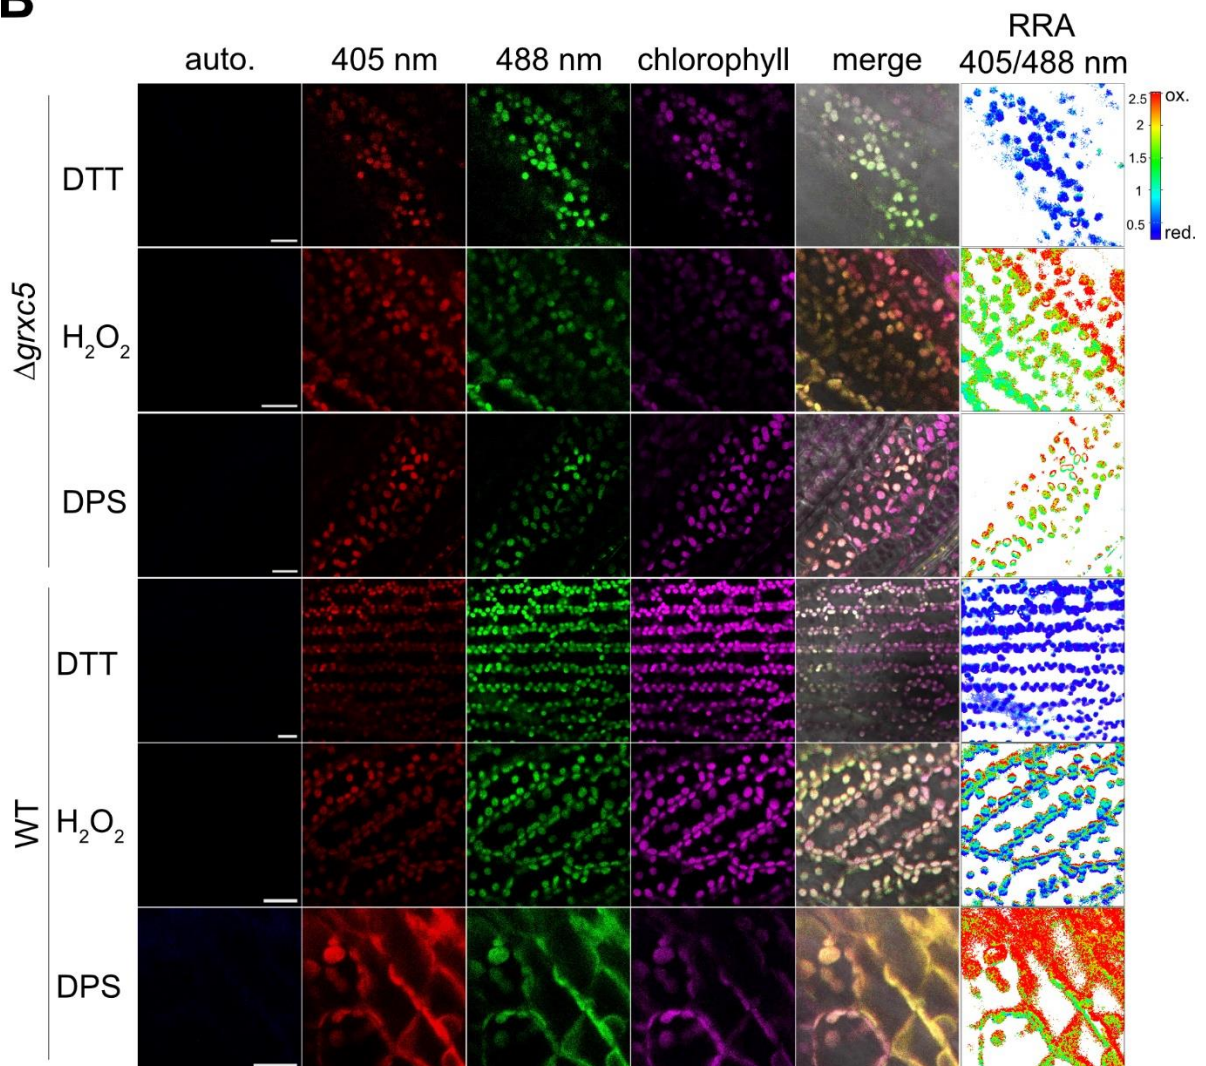 B
RRA
auto. 405 nm 488 nm chlorophyll merge 405/488 nm
2.5 ox.
2
1.5
1
0.5 red.
Δgrxc5
DTT
H₂O₂
DPS
WT
DTT
H₂O₂
DPS